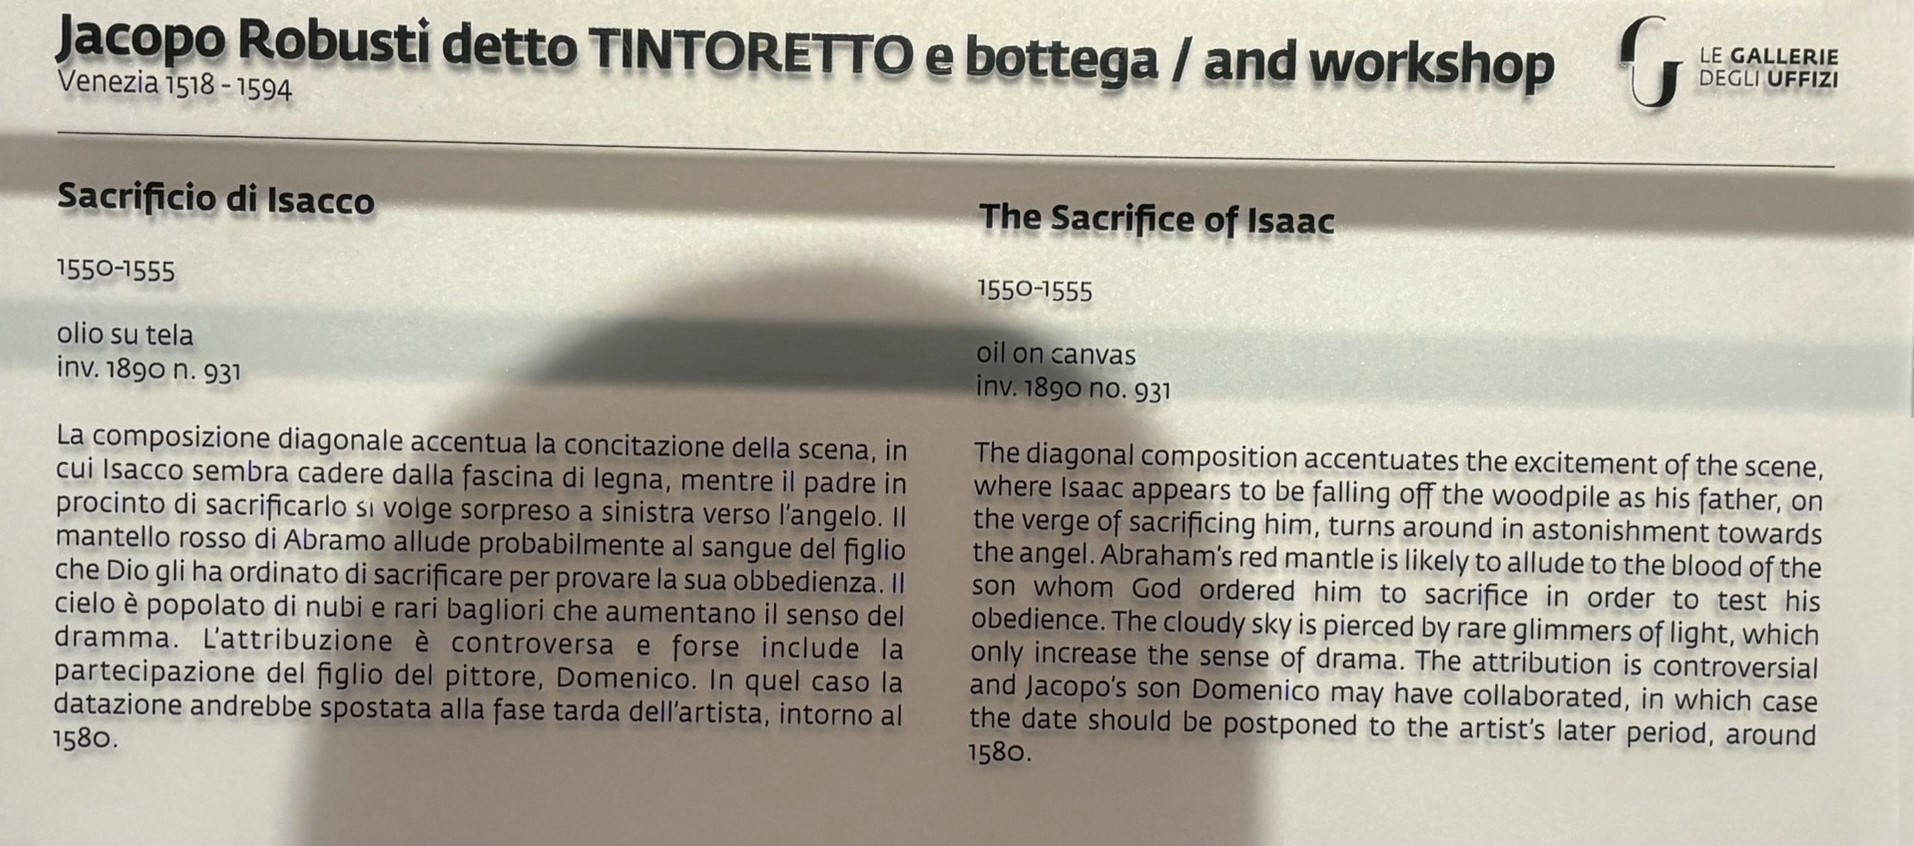 Jacopo Robusti detto TINTORETTO e bottega / and workshop
Venezia 1518 - 1594
LE GALLERIE
DEGLI UFFIZI
Sacrificio di Isacco
1550-1555
olio su tela
inv. 1890 n. 931
La composizione diagonale accentua la concitazione della scena, in
cui Isacco sembra cadere dalla fascina di legna, mentre il padre in
procinto di sacrificarlo si volge sorpreso a sinistra verso l'angelo. Il
mantello rosso di Abramo allude probabilmente al sangue del figlio
che Dio gli ha ordinato di sacrificare per provare la sua obbedienza. Il
cielo è popolato di nubi e rari bagliori che aumentano il senso del
dramma. L'attribuzione è controversa e forse include la
partecipazione del figlio del pittore, Domenico. In quel caso la
datazione andrebbe spostata alla fase tarda dell'artista, intorno al
1580.
The Sacrifice of Isaac
1550-1555
oil on canvas
inv. 1890 no. 931
The diagonal composition accentuates the excitement of the scene,
where Isaac appears to be falling off the woodpile as his father, on
the verge of sacrificing him, turns around in astonishment towards
the angel. Abraham's red mantle is likely to allude to the blood of the
son whom God ordered him to sacrifice in order to test his
obedience. The cloudy sky is pierced by rare glimmers of light, which
only increase the sense of drama. The attribution is controversial
and Jacopo's son Domenico may have collaborated, in which case
the date should be postponed to the artist's later period, around
1580.